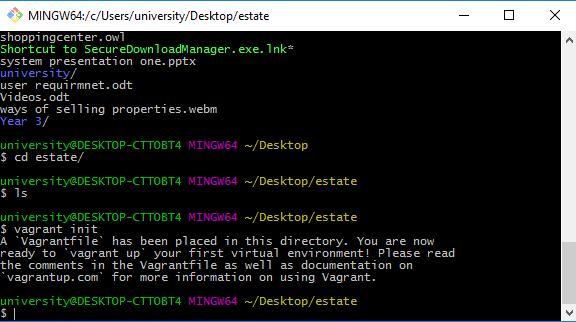 MINGW64:/c/Users/university/Desktop/estate
shoppingcenter.owl
Shortcut to SecureDownloadManager.exe.lnk*
system presentation one.pptx
university/
user requirmnet.odt
Videos.odt
ways of selling properties.webm
Year 3/
university@DESKTOP-CTTOBT4 MINGW64 ~/Desktop
$ cd estate/
university@DESKTOP-CTTOBT4 MINGW64 ~/Desktop/estate
$ ls
university@DESKTOP-CTTOBT4 MINGW64 ~/Desktop/estate
$ vagrant init
A `Vagrantfile` has been placed in this directory. You are now
ready to `vagrant up` your first virtual environment! Please read
the comments in the Vagrantfile as well as documentation on
`vagrantup.com` for more information on using Vagrant.
university@DESKTOP-CTTOBT4 MINGW64 ~/Desktop/estate
$